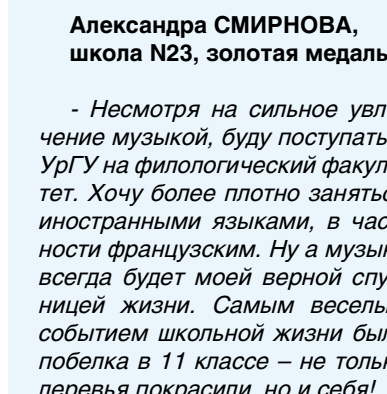 Александра СМИРНОВА,
школа N23, золотая медаль
- Несмотря на сильное увл
чение музыкой, буду поступать
УрГУ на филологический факул
тет. Хочу более плотно занятьс
иностранными языками, в час
ности французским. Ну а музык
всегда будет моей верной спу
ницей жизни. Самым веселы
событием школьной жизни был
побелка в 11 классе – не тольк
деревья покрасили, но и себя!